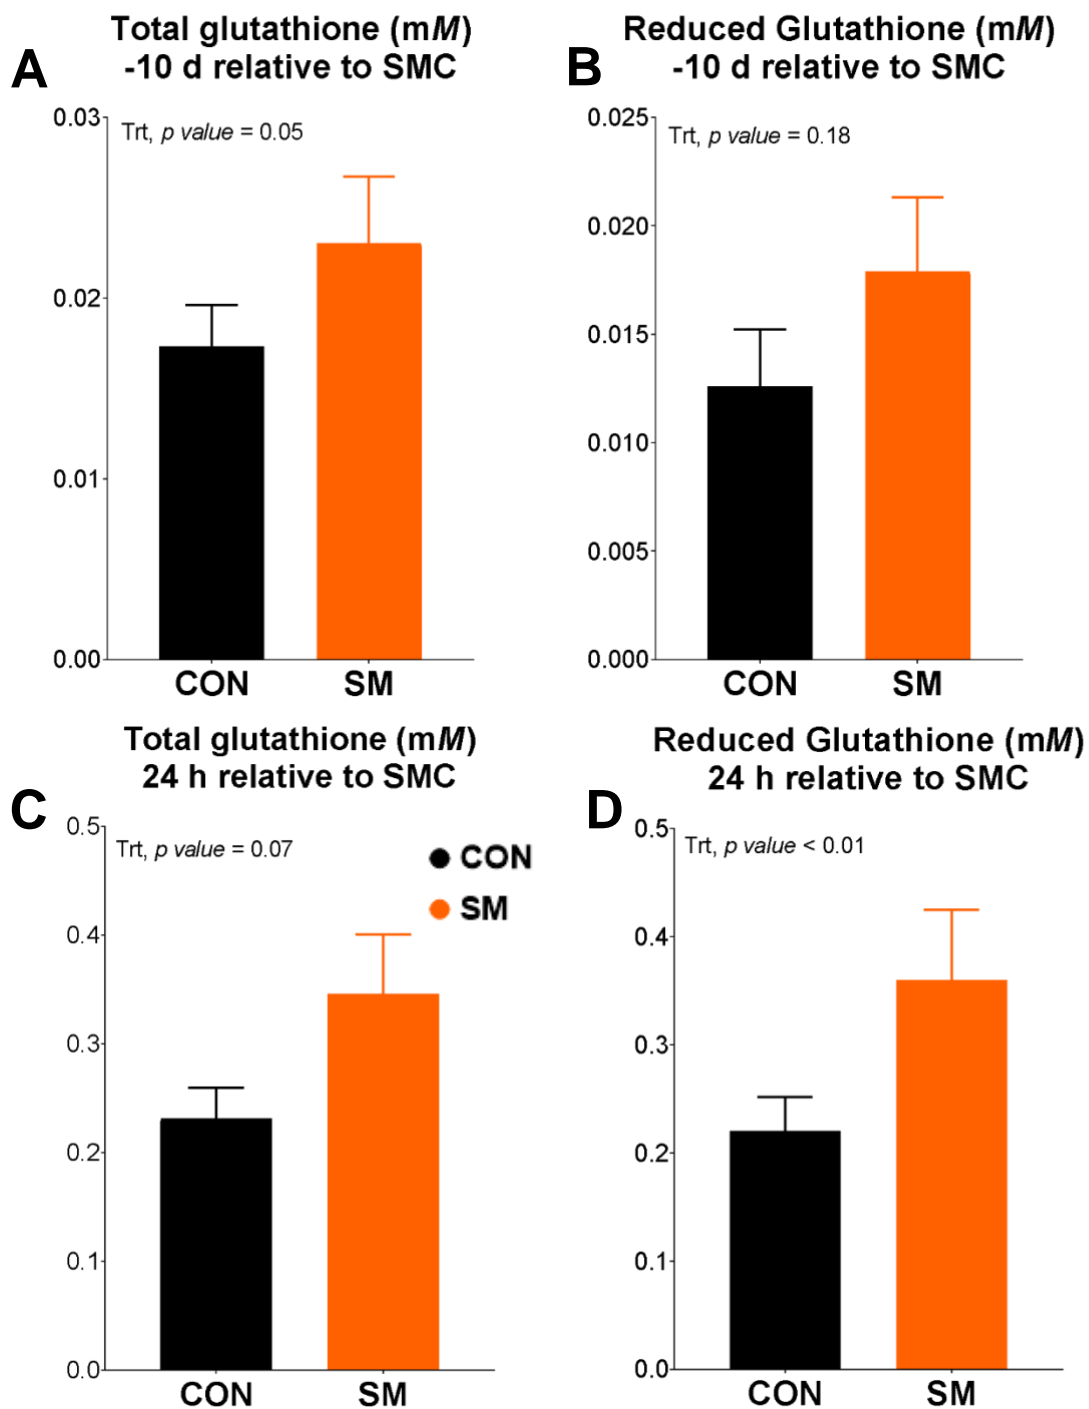 A
Total glutathione (mM)
-10 d relative to SMC
Trt, p value = 0.05
0.03
0.02
0.01
0.00
CON SM
B
Reduced Glutathione (mM)
-10 d relative to SMC
Trt, p value = 0.18
0.025
0.020
0.015
0.010
0.005
0.000
CON SM
C
Total glutathione (mM)
24 h relative to SMC
Trt, p value = 0.07
CON
SM
0.5
0.4
0.3
0.2
0.1
0.0
CON SM
D
Reduced Glutathione (mM)
24 h relative to SMC
Trt, p value < 0.01
0.5
0.4
0.3
0.2
0.1
0.0
CON SM